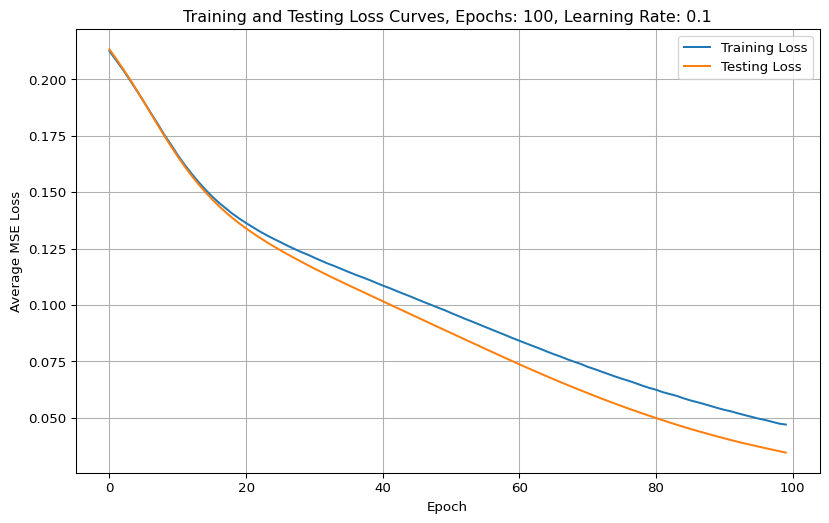 Training and Testing Loss Curves, Epochs: 100, Learning Rate: 0.1
Training Loss
Testing Loss
0.200
0.175
0.150
0.125
0.100
0.075
0.050
Average MSE Loss
0
20
40
60
80
100
Epoch